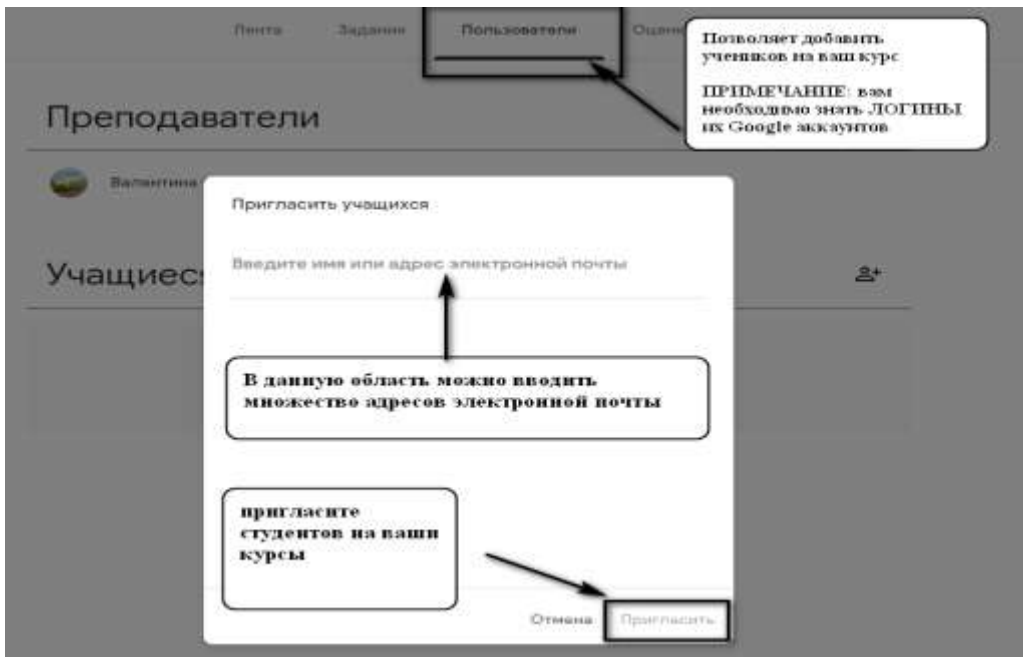 Лента Задания Пользователи Оценки
Позволяет добавить
учеников на ваш курс
ПРИМЕЧАНИЕ: вам
необходимо знать ЛОГИНЫ
их Google аккаунтов
Преподаватели
Валентина
Пригласить учащихся
Введите имя или адрес электронной почты
Учащиеся
В данную область можно вводить
множество адресов электронной почты
пригласите
студентов на ваши
курсы
Отмена Пригласить